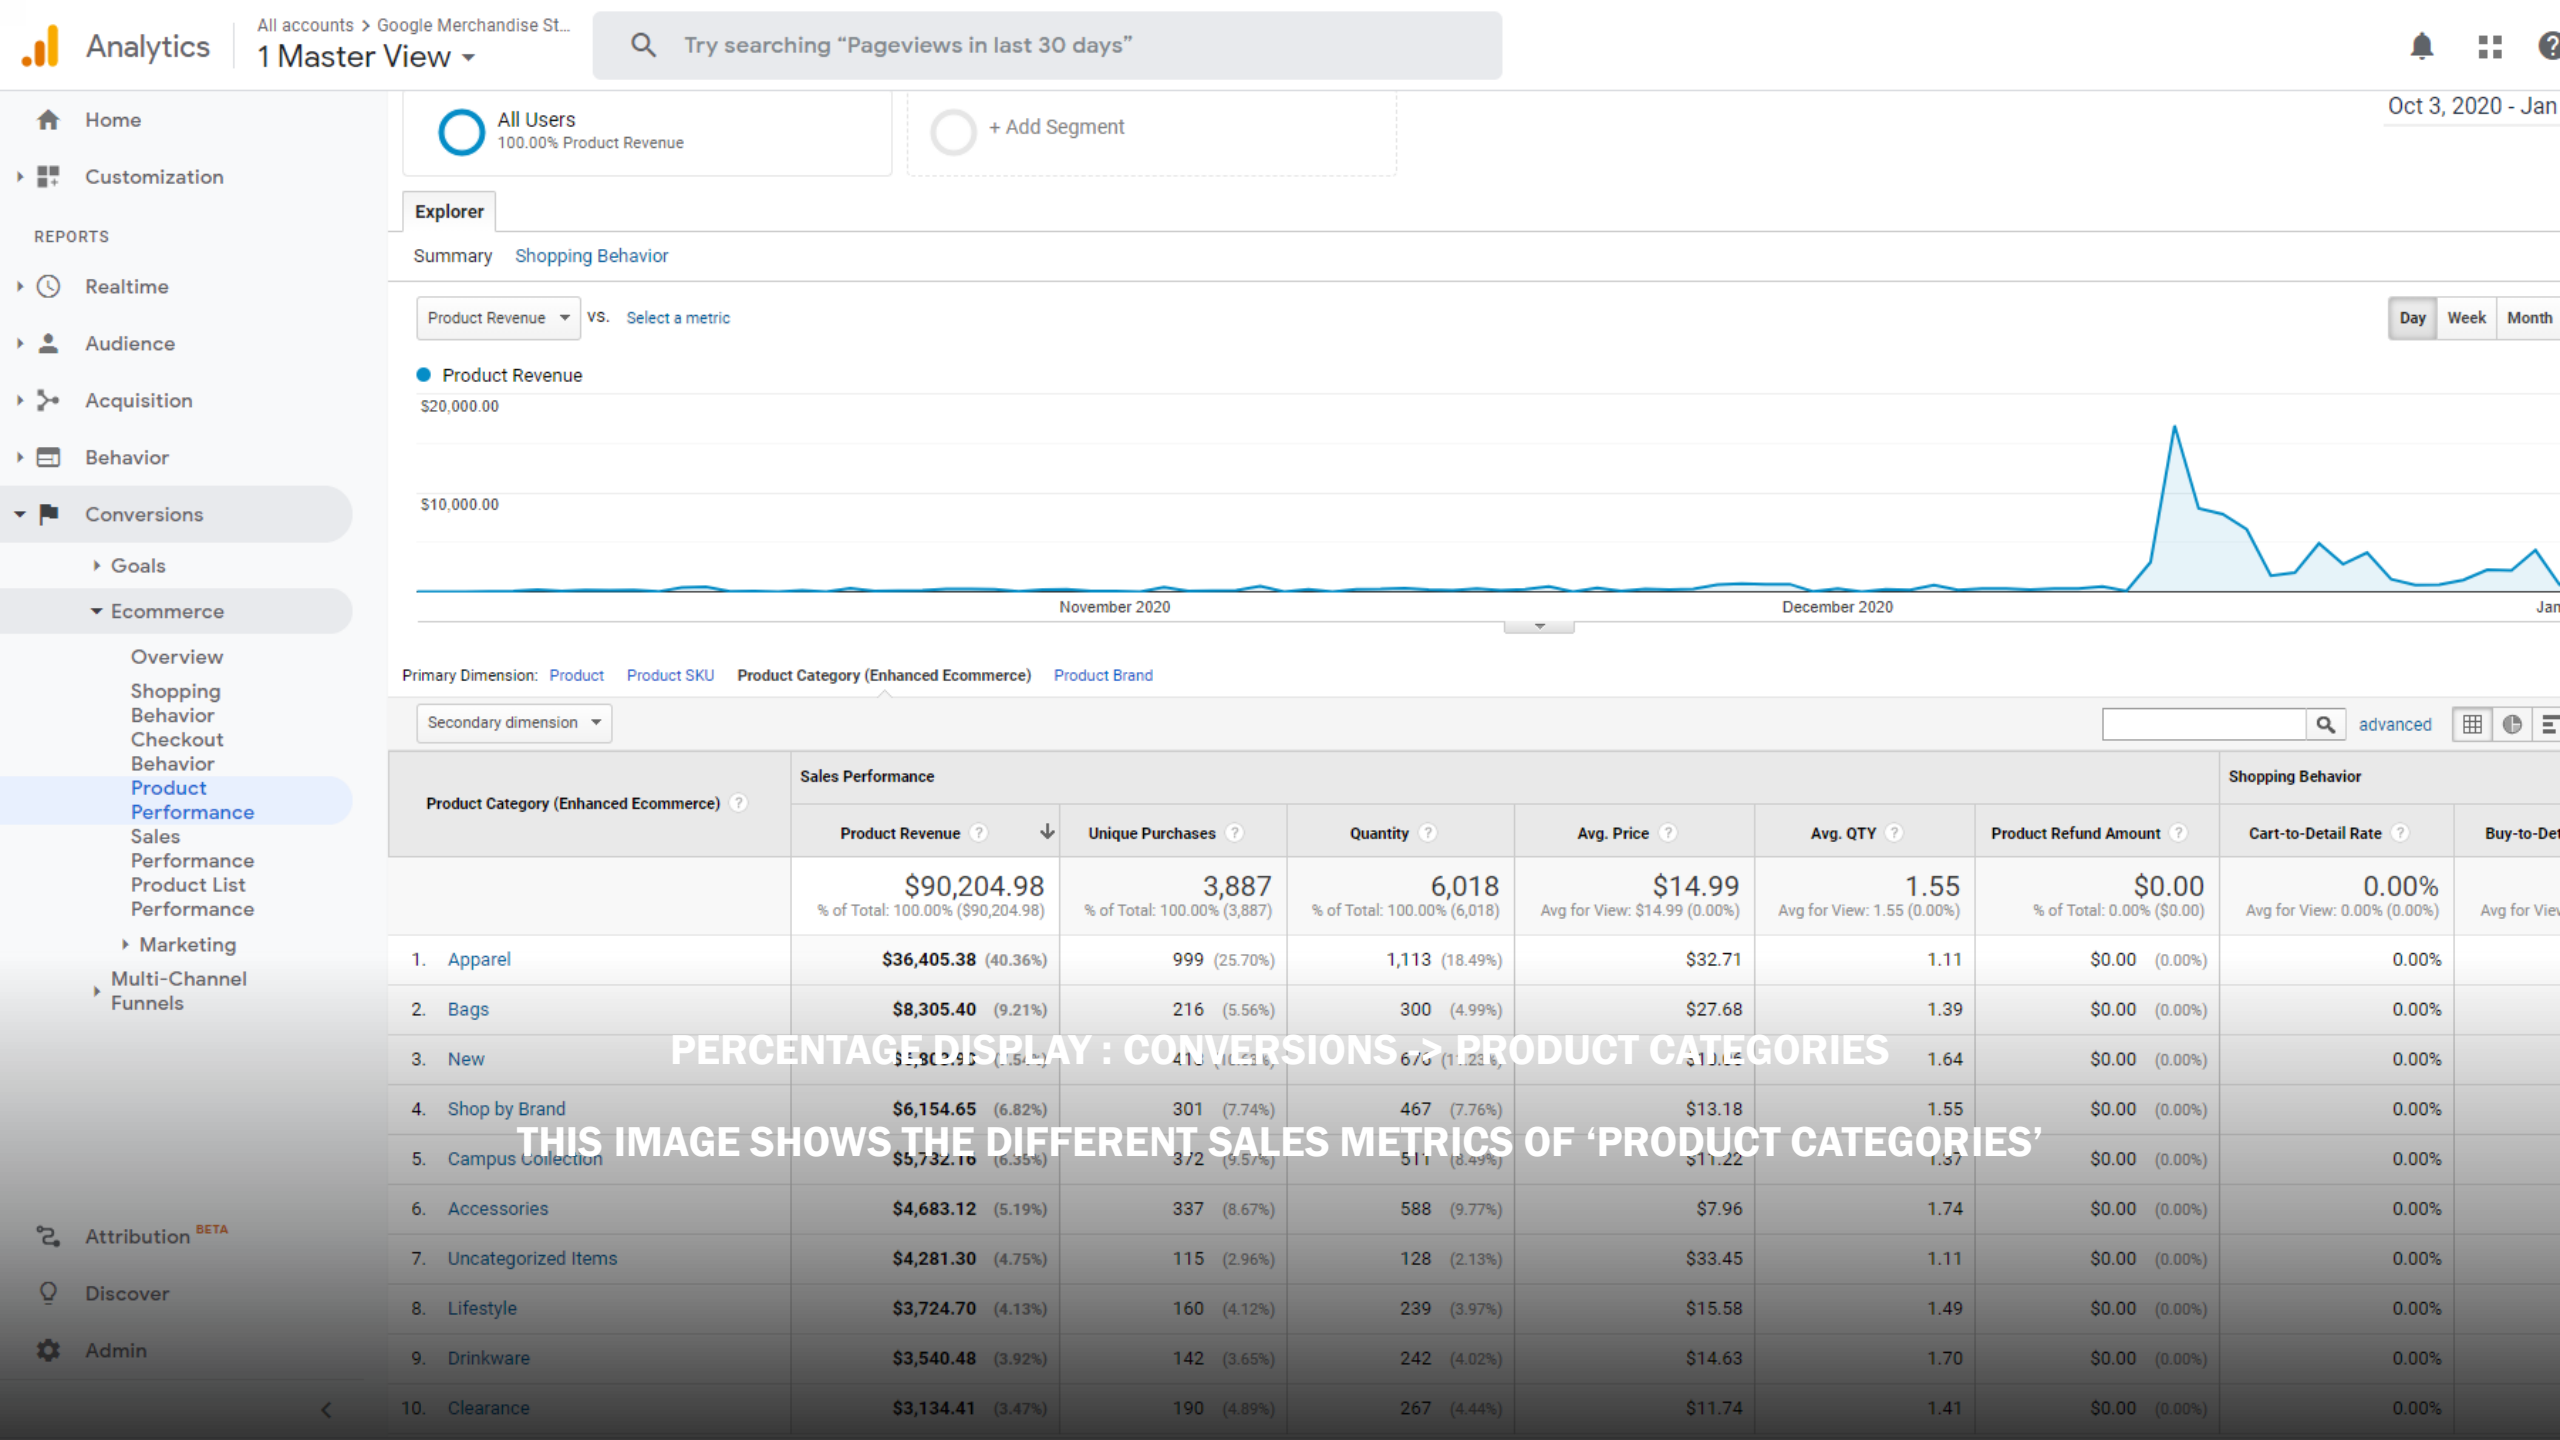 Analytics
All accounts > Google Merchandise St...
1 Master View
Try searching “Pageviews in last 30 days”
Home
Customization
REPORTS
Realtime
Audience
Acquisition
Behavior
Conversions
Goals
Ecommerce
Overview
Shopping
Behavior
Checkout
Behavior
Product
Performance
Sales
Performance
Product List
Performance
Marketing
Multi-Channel
Funnels
Attribution BETA
Discover
Admin
All Users
100.00% Product Revenue
+ Add Segment
Oct 3, 2020 - Jan
Explorer
Summary Shopping Behavior
Product Revenue VS. Select a metric
Day Week Month
Product Revenue
$20,000.00
$10,000.00
November 2020 December 2020 Jan
Primary Dimension: Product Product SKU Product Category (Enhanced Ecommerce) Product Brand
Secondary dimension advanced
Product Category (Enhanced Ecommerce) ? Sales Performance Shopping Behavior
Product Revenue ? Unique Purchases ? Quantity ? Avg. Price ? Avg. QTY ? Product Refund Amount ? Cart-to-Detail Rate ? Buy-to-Det
$90,204.98 3,887 6,018 $14.99 1.55 $0.00 0.00%
% of Total: 100.00% ($90,204.98) % of Total: 100.00% (3,887) % of Total: 100.00% (6,018) Avg for View: $14.99 (0.00%) Avg for View: 1.55 (0.00%) % of Total: 0.00% ($0.00) Avg for View: 0.00% (0.00%) Avg for View
1. Apparel $36,405.38 (40.36%) 999 (25.70%) 1,113 (18.49%) $32.71 1.11 $0.00 (0.00%) 0.00%
2. Bags $8,305.40 (9.21%) 216 (5.56%) 300 (4.99%) $27.68 1.39 $0.00 (0.00%) 0.00%
PERCENTAGE DISPLAY : CONVERSIONS -> PRODUCT CATEGORIES
3. New 1.64 $0.00 (0.00%) 0.00%
4. Shop by Brand $6,154.65 (6.82%) 301 (7.74%) 467 (7.76%) $13.18 1.55 $0.00 (0.00%) 0.00%
THIS IMAGE SHOWS THE DIFFERENT SALES METRICS OF ‘PRODUCT CATEGORIES’
5. Campus Collection $5,732.16 (6.35%) 372 (9.57%) 511 (8.49%) $11.22 1.37 $0.00 (0.00%) 0.00%
6. Accessories $4,683.12 (5.19%) 337 (8.67%) 588 (9.77%) $7.96 1.74 $0.00 (0.00%) 0.00%
7. Uncategorized Items $4,281.30 (4.75%) 115 (2.96%) 128 (2.13%) $33.45 1.11 $0.00 (0.00%) 0.00%
8. Lifestyle $3,724.70 (4.13%) 160 (4.12%) 239 (3.97%) $15.58 1.49 $0.00 (0.00%) 0.00%
9. Drinkware $3,540.48 (3.92%) 142 (3.65%) 242 (4.02%) $14.63 1.70 $0.00 (0.00%) 0.00%
10. Clearance $3,134.41 (3.47%) 190 (4.89%) 267 (4.44%) $11.74 1.41 $0.00 (0.00%) 0.00%